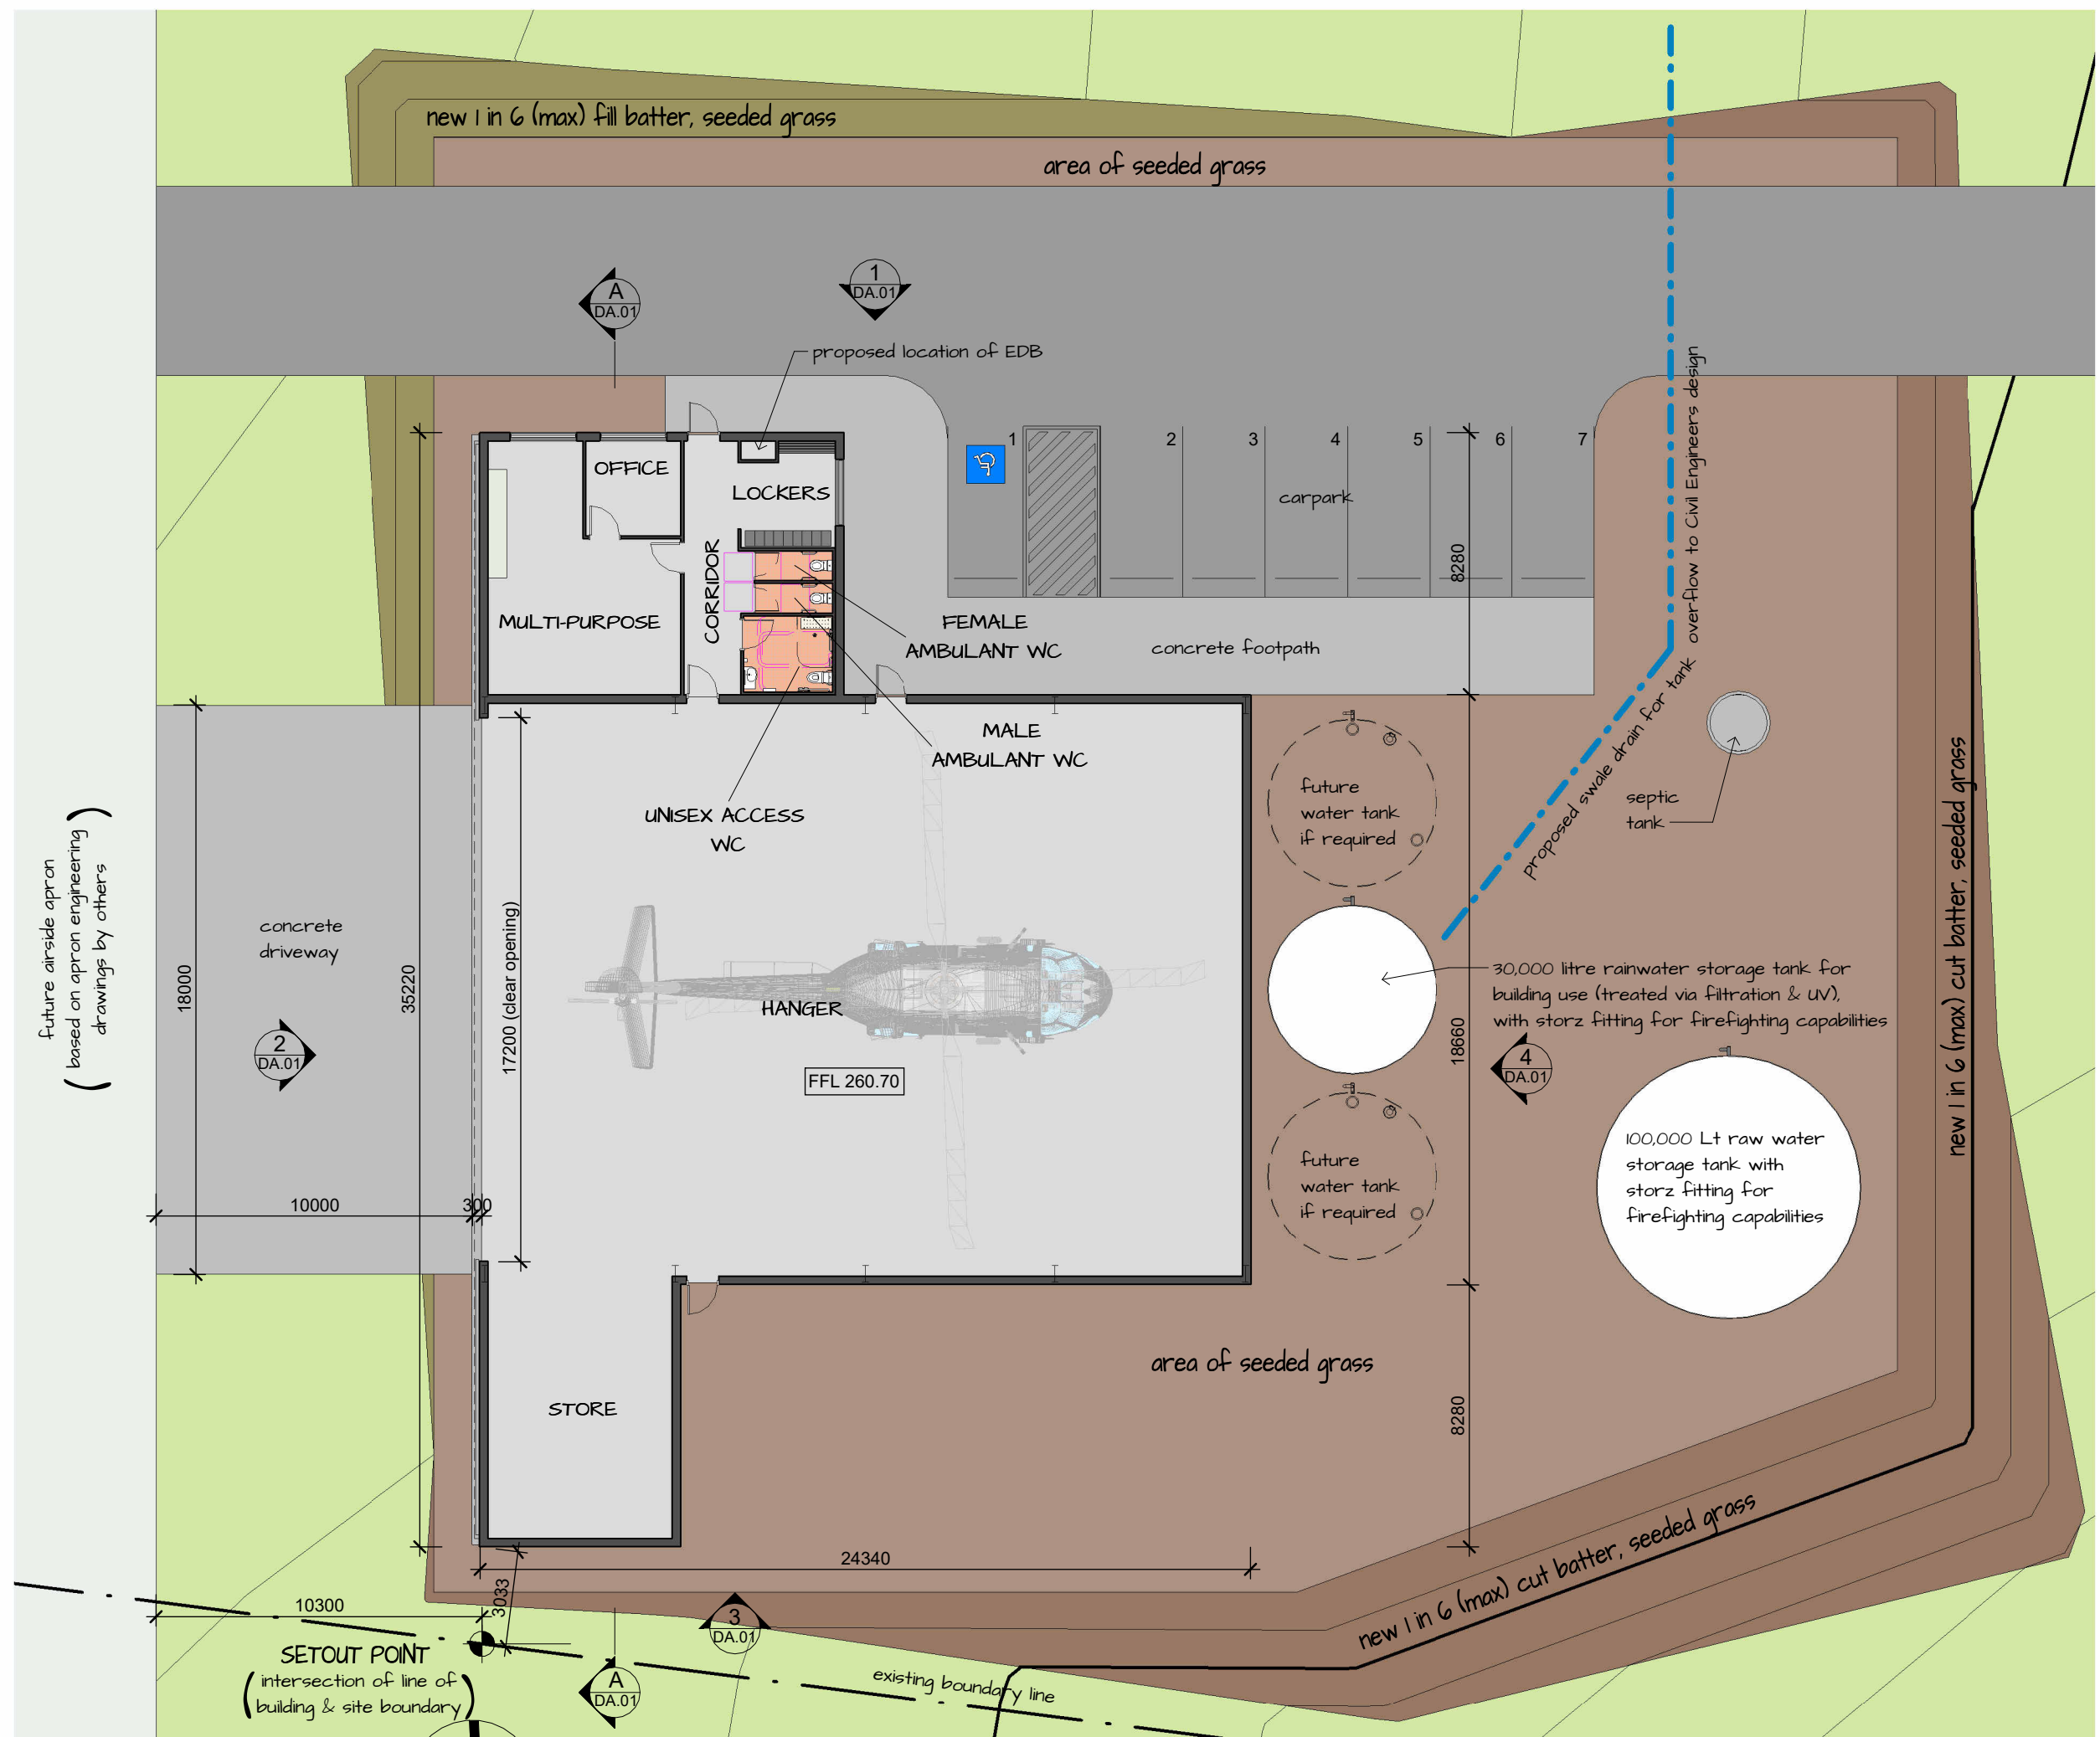 new 1 in 6 (max) fill batter, seeded grass
area of seeded grass
A
DA.01
1
DA.01
proposed location of EDB
OFFICE
LOCKERS
1
2
3
4
5
6
7
carpark
8280
overflow to Civil Engineers design
CORRIDOR
MULTI-PURPOSE
FEMALE
AMBULANT WC
concrete footpath
MALE
AMBULANT WC
UNISEX ACCESS
WC
future
water tank
if required
proposed swale drain for tank
septic
tank
new 1 in 6 (max) cut batter, seeded grass
future airside apron
(based on apron engineering)
drawings by others
concrete
driveway
18000
35220
17200 (clear opening)
HANGER
FFL 260.70
2
DA.01
30,000 litre rainwater storage tank for
building use (treated via filtration & UV),
with storz fitting for firefighting capabilities
18660
4
DA.01
100,000 Lt raw water
storage tank with
storz fitting for
firefighting capabilities
future
water tank
if required
10000
300
STORE
area of seeded grass
8280
24340
3033
10300
3
DA.01
new 1 in 6 (max) cut batter, seeded grass
SETOUT POINT
(intersection of line of
building & site boundary)
A
DA.01
existing boundary line